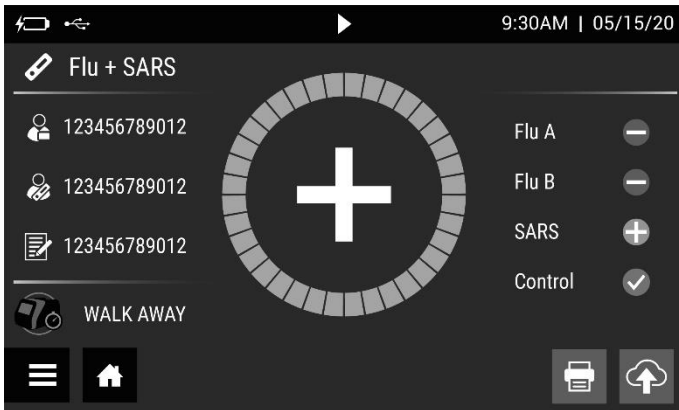 9:30AM | 05/15/20
Flu + SARS
123456789012
123456789012
123456789012
WALK AWAY
Flu A
Flu B
SARS
Control